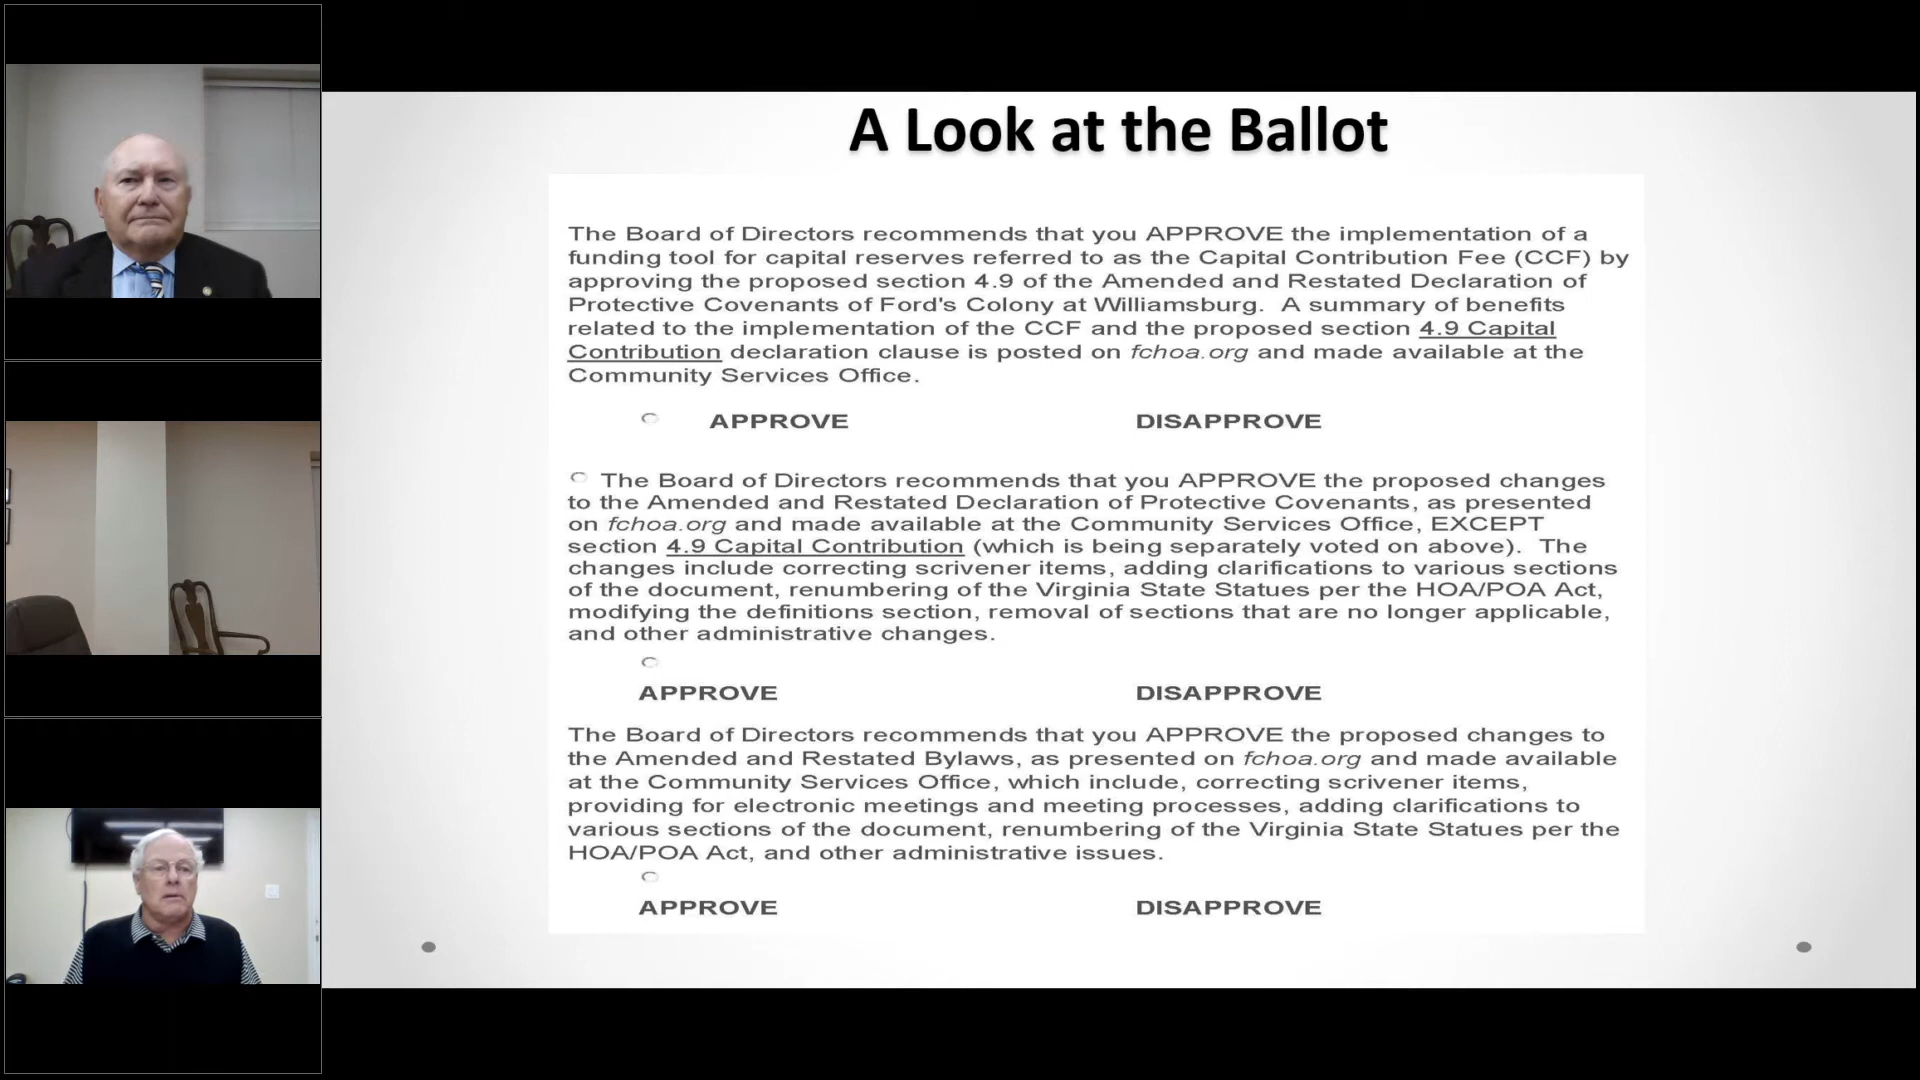 A Look at the Ballot
The Board of Directors recommends that you APPROVE the implementation of a
funding tool for capital reserves referred to as the Capital Contribution Fee (CCF) by
approving the proposed section 4.9 of the Amended and Restated Declaration of
Protective Covenants of Ford's Colony at Williamsburg. A summary of benefits
related to the implementation of the CCF and the proposed section 4.9 Capital
Contribution declaration clause is posted on fchoa.org and made available at the
Community Services Office.
APPROVE DISAPPROVE
The Board of Directors recommends that you APPROVE the proposed changes
to the Amended and Restated Declaration of Protective Covenants, as presented
on fchoa.org and made available at the Community Services Office, EXCEPT
section 4.9 Capital Contribution (which is being separately voted on above). The
changes include correcting scrivener items, adding clarifications to various sections
of the document, renumbering of the Virginia State Statues per the HOA/POA Act,
modifying the definitions section, removal of sections that are no longer applicable,
and other administrative changes.
APPROVE DISAPPROVE
The Board of Directors recommends that you APPROVE the proposed changes to
the Amended and Restated Bylaws, as presented on fchoa.org and made available
at the Community Services Office, which include, correcting scrivener items,
providing for electronic meetings and meeting processes, adding clarifications to
various sections of the document, renumbering of the Virginia State Statues per the
HOA/POA Act, and other administrative issues.
APPROVE DISAPPROVE